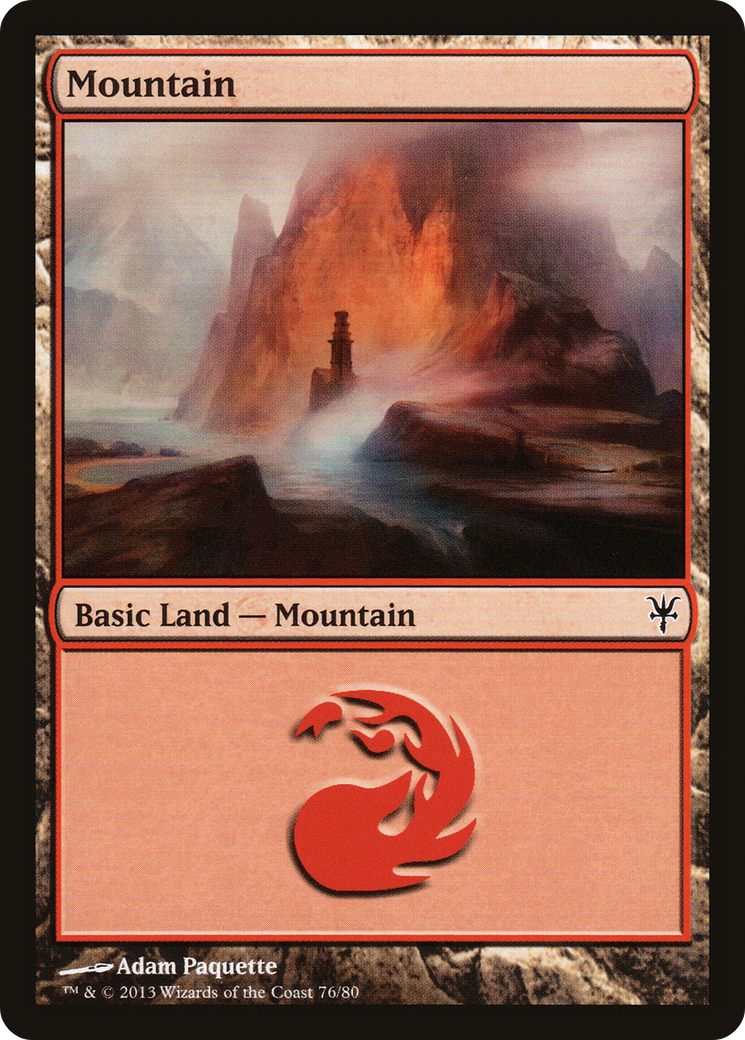 Mountain
Basic Land — Mountain
Adam Paquette
™ & © 2013 Wizards of the Coast 76/80